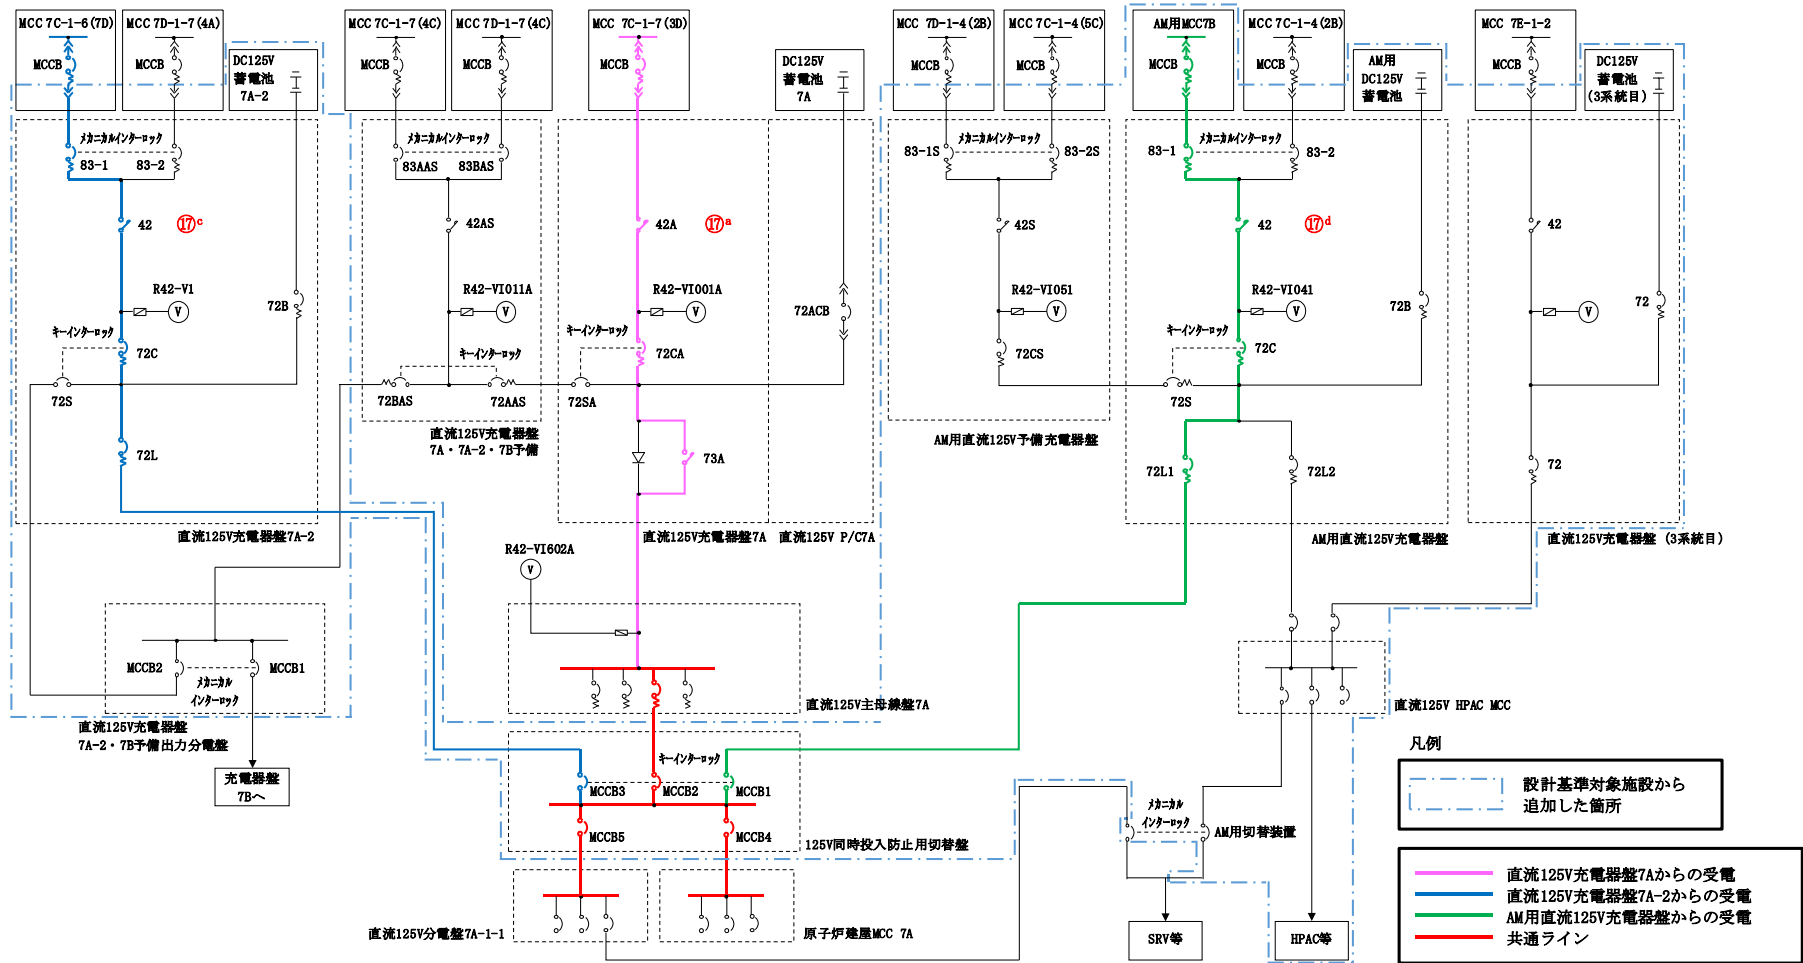 MCC 7C-1-6(7D)
MCCB
MCC 7D-1-7(4A)
MCCB
DC125V
蓄電池
7A-2
MCC 7C-1-7(4C)
MCCB
MCC 7D-1-7(4C)
MCCB
MCC 7C-1-7(3D)
MCCB
DC125V
蓄電池
7A
MCC 7D-1-4(2B)
MCCB
MCC 7C-1-4(5C)
MCCB
AM用MCC7B
MCCB
MCC 7C-1-4(2B)
MCCB
AM用
DC125V
蓄電池
MCC 7E-1-2
MCCB
DC125V
蓄電池
(3系統目)
メカニカルインターロック
83-1
83-2
42
⑰c
R42-V1
V
72B
キーインターロック
72C
72S
72L
直流125V充電器盤7A-2
メカニカルインターロック
83AAS
83BAS
42AS
R42-VI011A
V
キーインターロック
72BAS
72AAS
直流125V充電器盤
7A・7A-2・7B予備
42A
⑰a
R42-VI001A
V
キーインターロック
72CA
72SA
73A
直流125V充電器盤7A
72ACB
直流125V P/C7A
メカニカルインターロック
83-1S
83-2S
42S
R42-VI051
V
72CS
AM用直流125V予備充電器盤
メカニカルインターロック
83-1
83-2
42
⑰d
R42-VI041
V
72B
キーインターロック
72C
72S
72L1
72L2
AM用直流125V充電器盤
42
V
72
72
直流125V充電器盤(3系統目)
R42-VI602A
V
直流125V主母線盤7A
MCCB2
MCCB1
メカニカル
インターロック
直流125V充電器盤
7A-2・7B予備出力分電盤
充電器盤
7Bへ
キーインターロック
MCCB3
MCCB2
MCCB1
MCCB5
MCCB4
125V同時投入防止用切替盤
直流125V分電盤7A-1-1
原子炉建屋MCC 7A
直流125V HPAC MCC
メカニカル
インターロック
AM用切替装置
SRV等
HPAC等
凡例
設計基準対象施設から
追加した箇所
直流125V充電器盤7Aからの受電
直流125V充電器盤7A-2からの受電
AM用直流125V充電器盤からの受電
共通ライン